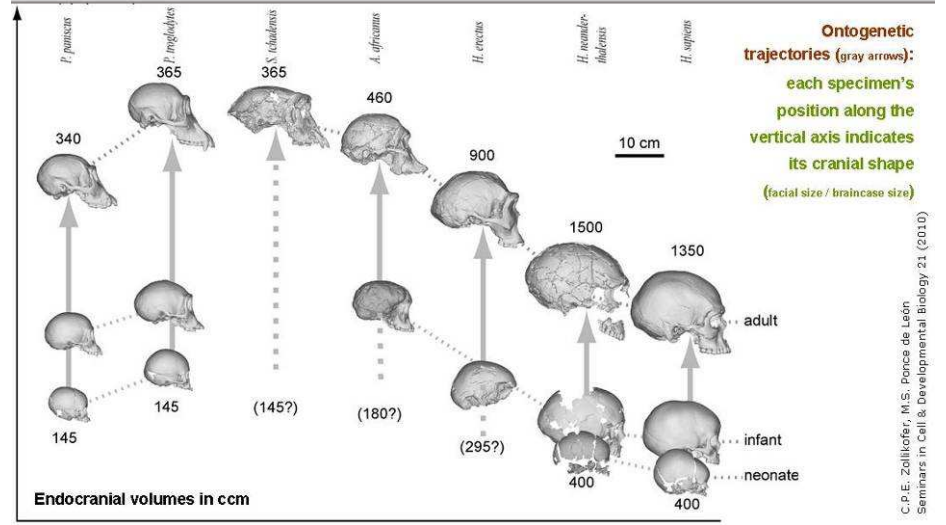 P. paniscus
P. troglodytes
S. tchadensis
A. africanus
H. erectus
H. neander-
thalensis
H. sapiens
Ontogenetic
trajectories (gray arrows):
each specimen's
position along the
vertical axis indicates
its cranial shape
(facial size / braincase size)
365
365
460
340
900
10 cm
1500
1350
adult
145
145
(145?)
(180?)
(295?)
400
400
infant
neonate
Endocranial volumes in ccm
C.P.E. Zollikofer, M.S. Ponce de León
Seminars in Cell & Developmental Biology 21 (2010)